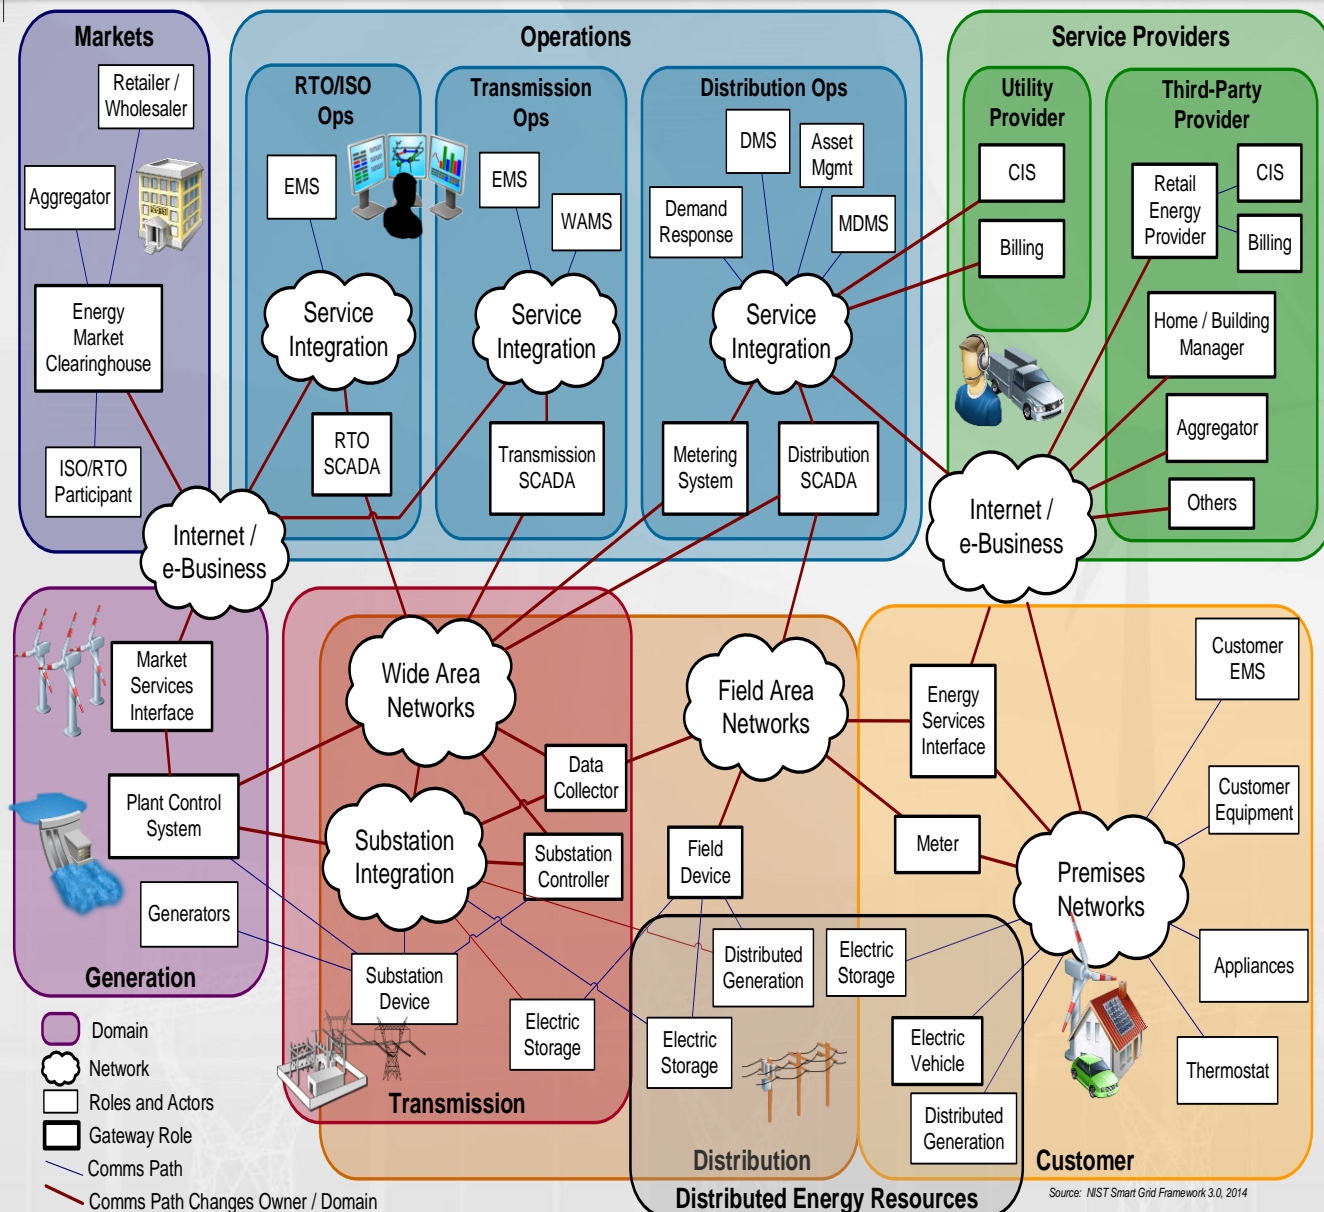 Markets
Retailer /
Wholesaler
Aggregator
Energy
Market
Clearinghouse
ISO/RTO
Participant
Internet /
e-Business
Operations
RTO/ISO
Ops
EMS
Service
Integration
RTO
SCADA
Transmission
Ops
EMS
WAMS
Service
Integration
Transmission
SCADA
Distribution Ops
DMS
Asset
Mgmt
Demand
Response
MDMS
Service
Integration
Metering
System
Distribution
SCADA
Service Providers
Utility
Provider
CIS
Billing
Third-Party
Provider
Retail
Energy
Provider
CIS
Billing
Home / Building
Manager
Aggregator
Others
Internet /
e-Business
Market
Services
Interface
Plant Control
System
Generators
Generation
Wide Area
Networks
Data
Collector
Substation
Integration
Substation
Controller
Substation
Device
Electric
Storage
Transmission
Field Area
Networks
Field
Device
Distributed
Generation
Electric
Storage
Distribution
Electric
Storage
Electric
Vehicle
Distributed
Generation
Distributed Energy Resources
Energy
Services
Interface
Meter
Premises
Networks
Customer
EMS
Customer
Equipment
Appliances
Thermostat
Customer
Domain
Network
Roles and Actors
Gateway Role
Comms Path
Comms Path Changes Owner / Domain
Source: NIST Smart Grid Framework 3.0, 2014